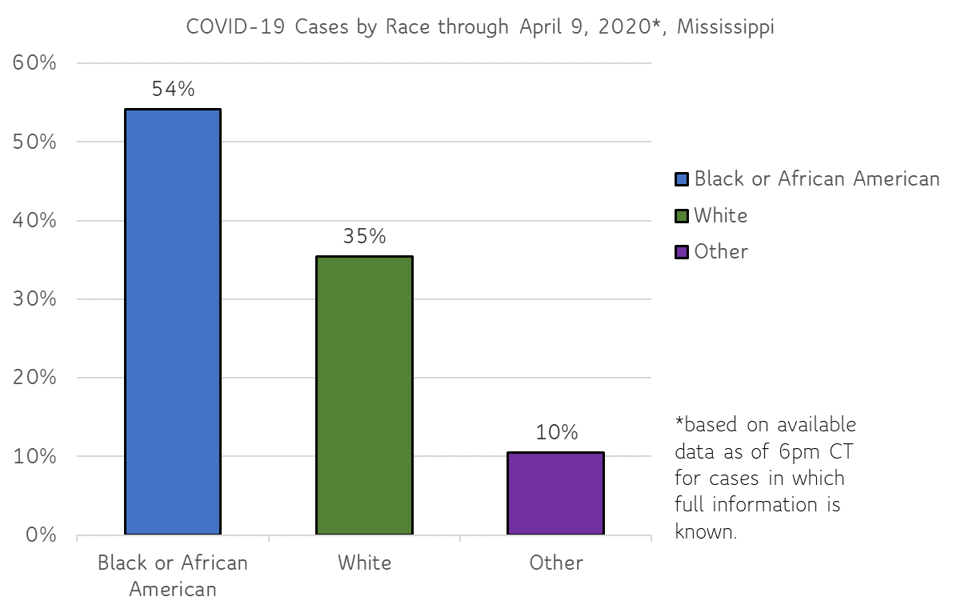 COVID-19 Cases by Race through April 9, 2020*, Mississippi
60%
50%
40%
30%
20%
10%
0%
54%
35%
10%
Black or African
American
White
Other
Black or African American
White
Other
*based on available
data as of 6pm CT
for cases in which
full information is
known.